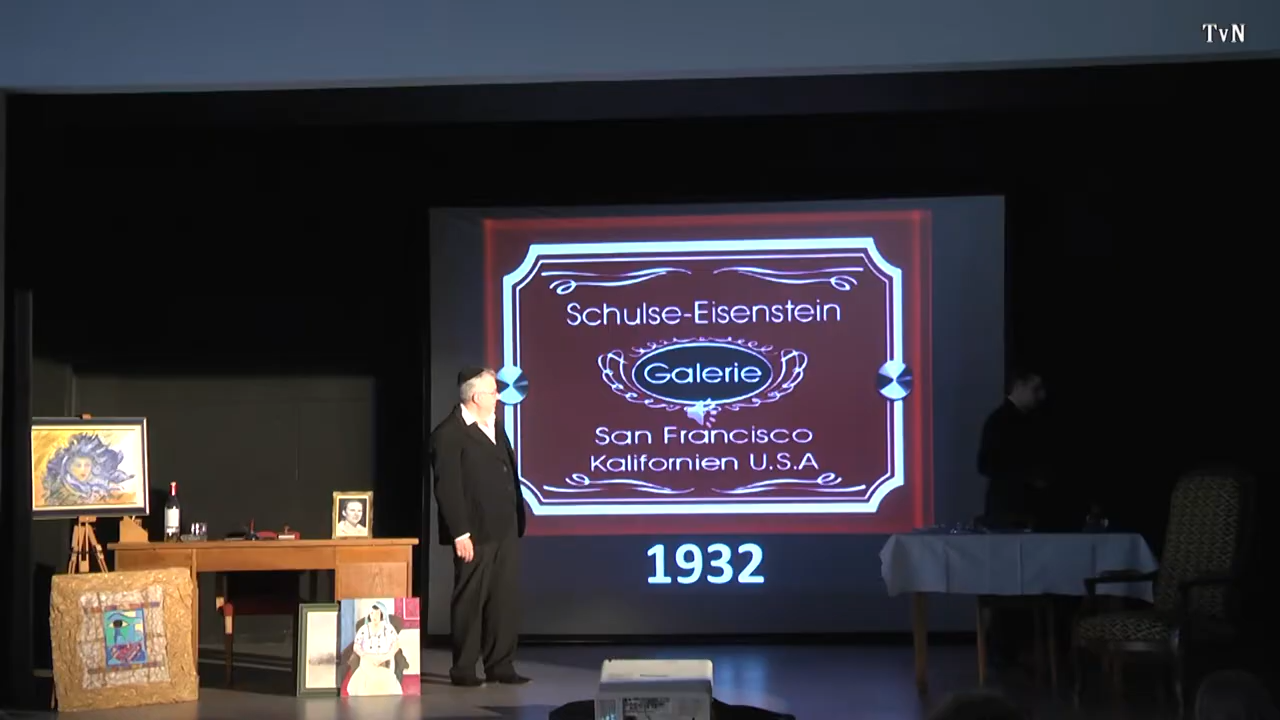 TvN
Schulse-Eisenstein
Galerie
San Francisco
Kalifornien U.S.A
1932